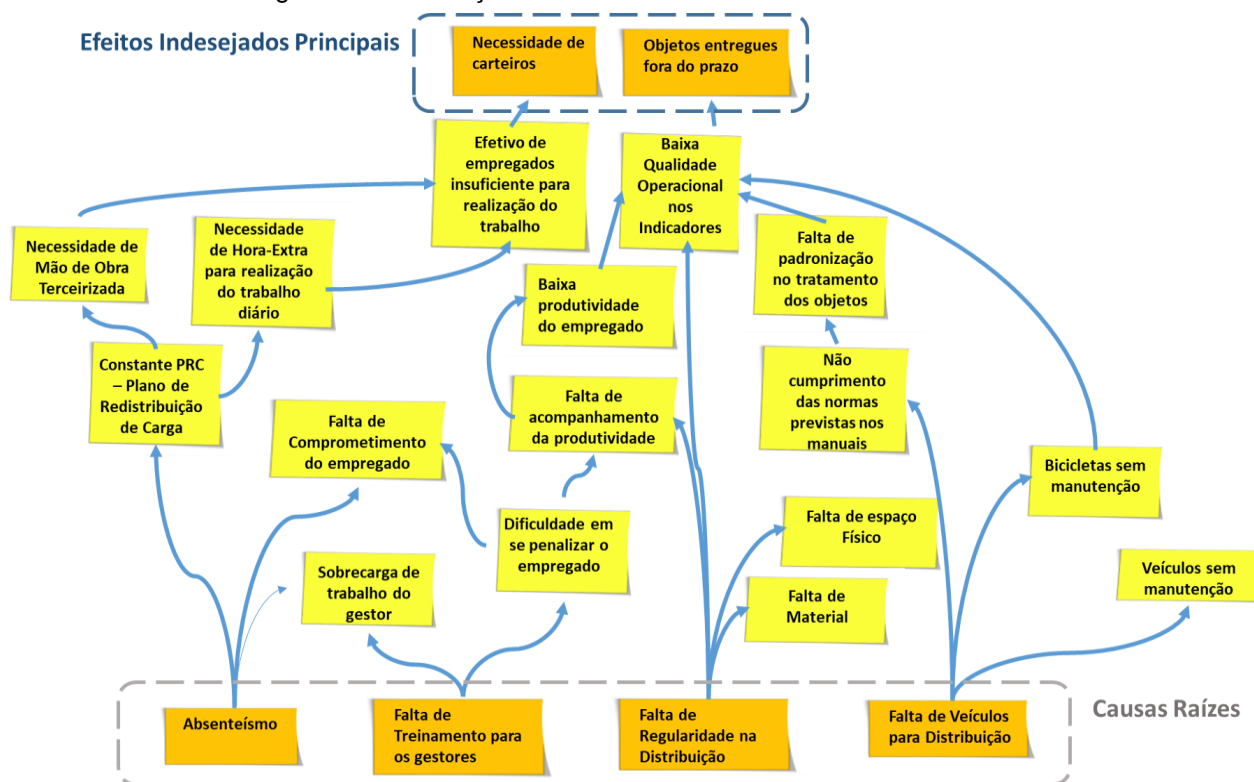 Efeitos Indesejados Principais
Necessidade de
carteiros
Objetos entregues
fora do prazo
Efetivo de
empregados
insuficiente para
realização do
trabalho
Baixa
Qualidade
Operacional
nos
Indicadores
Necessidade de
Mão de Obra
Terceirizada
Necessidade
de Hora-Extra
para realização
do trabalho
diário
Baixa
produtividade
do empregado
Falta de
padronização
no tratamento
dos objetos
Constante PRC
– Plano de
Redistribuição
de Carga
Falta de
Comprometimento
do empregado
Falta de
acompanhamento
da produtividade
Não
cumprimento
das normas
previstas nos
manuais
Bicicletas sem
manutenção
Sobrecarga de
trabalho do
gestor
Dificuldade em
se penalizar o
empregado
Falta de espaço
Físico
Falta de
Material
Veículos sem
manutenção
Absenteísmo
Falta de
Treinamento para
os gestores
Falta de
Regularidade na
Distribuição
Falta de Veículos
para Distribuição
Causas Raízes